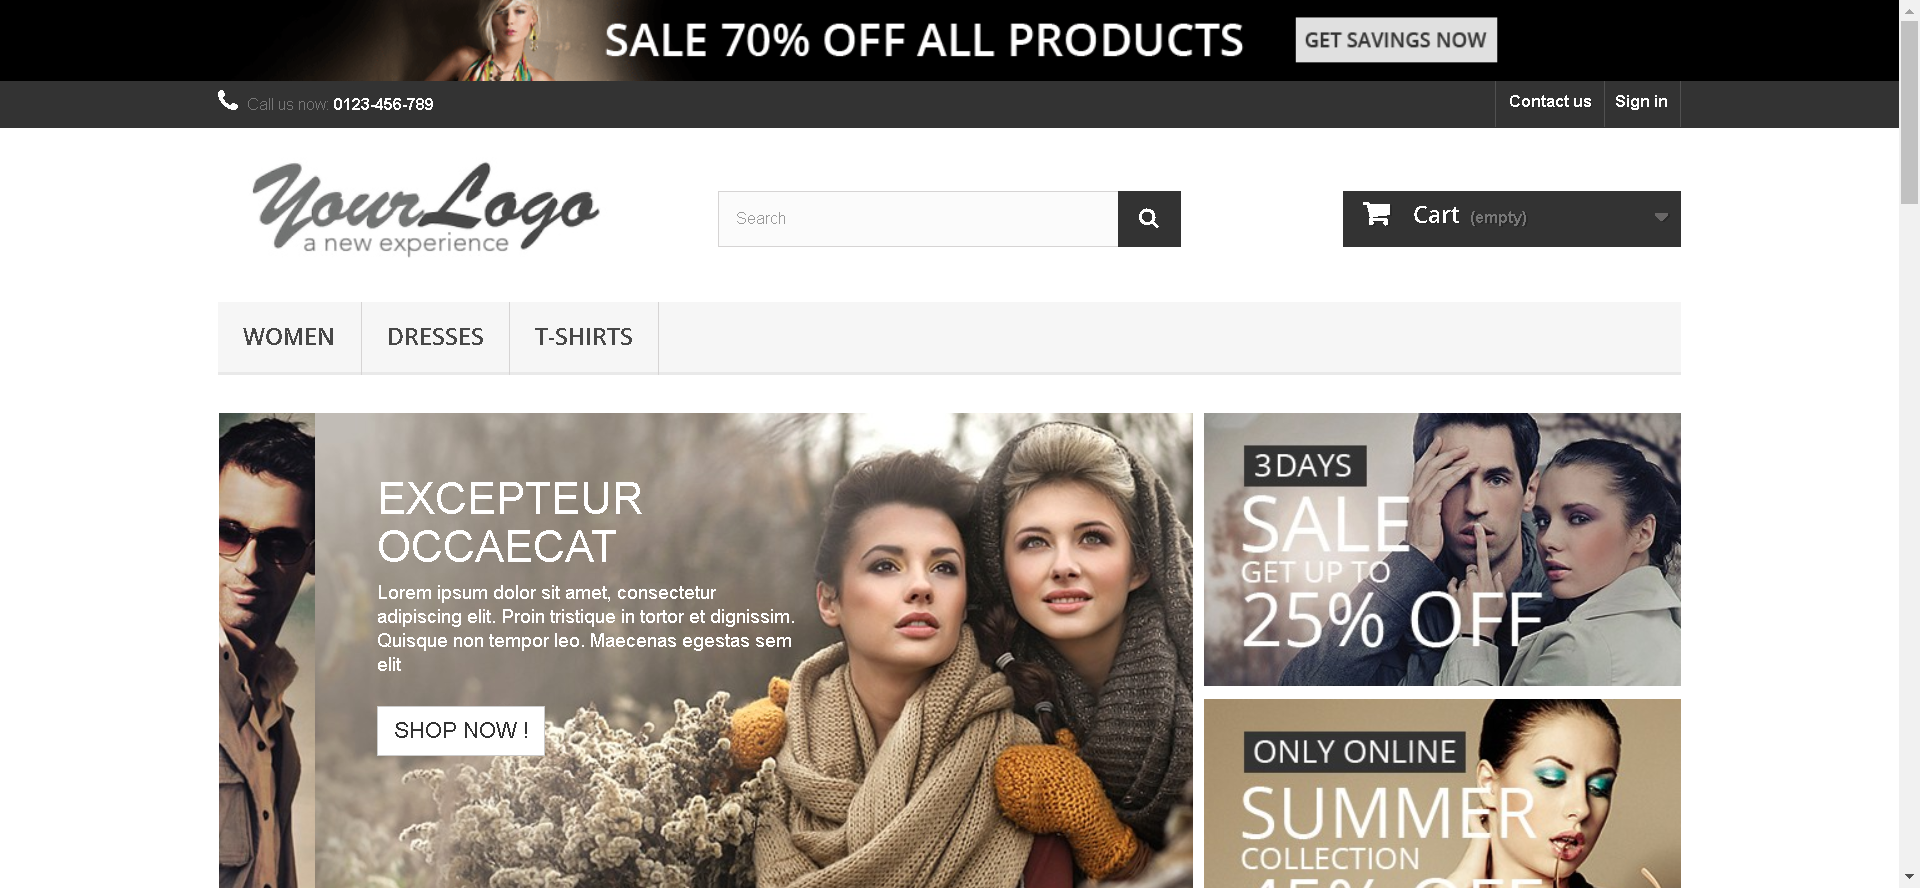 SALE 70% OFF ALL PRODUCTS GET SAVINGS NOW
Call us now: 0123-456-789
Contact us Sign in
YourLogo
a new experience
Search
Cart (empty)
WOMEN DRESSES T-SHIRTS
EXCEPTEUR
OCCAECAT
Lorem ipsum dolor sit amet, consectetur
adipiscing elit. Proin tristique in tortor et dignissim.
Quisque non tempor leo. Maecenas egestas sem
elit
SHOP NOW !
3 DAYS
SALE
GET UP TO
25% OFF
ONLY ONLINE
SUMMER
COLLECTION
45% OFF